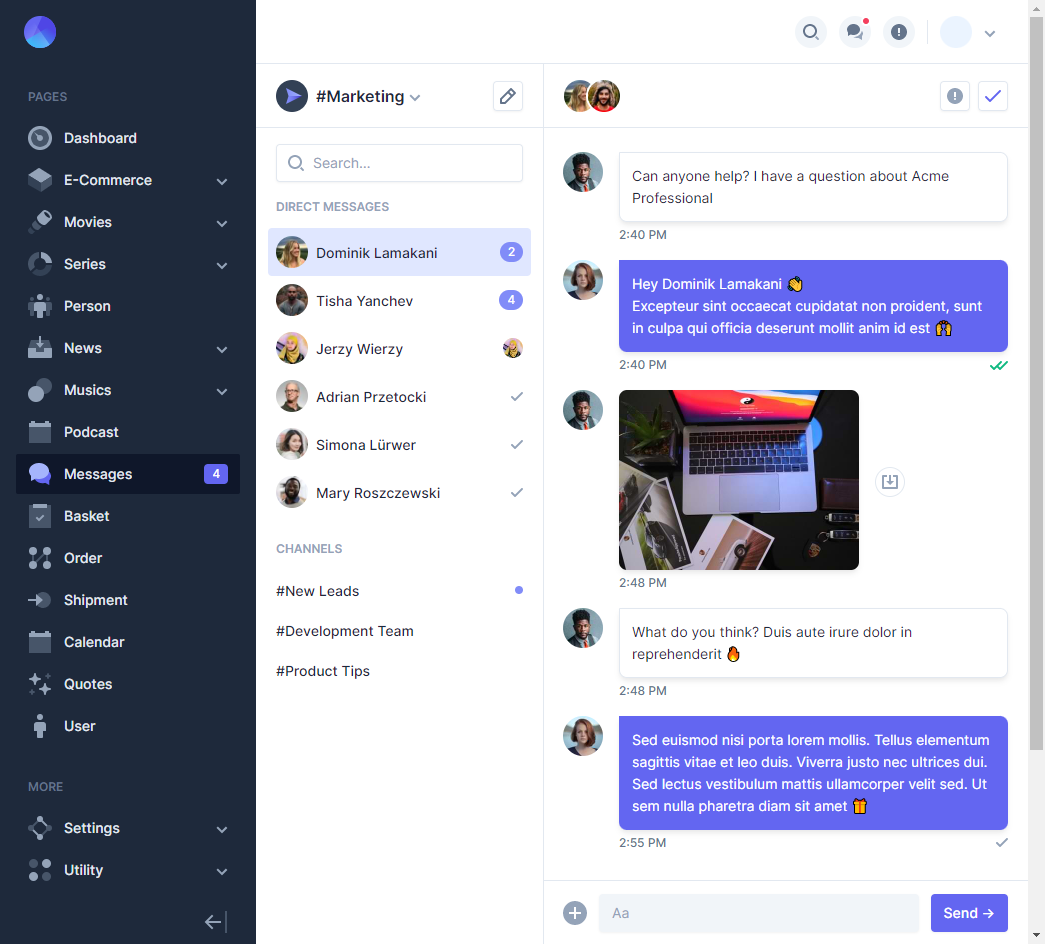 PAGES
Dashboard
E-Commerce
Movies
Series
Person
News
Musics
Podcast
Messages 4
Basket
Order
Shipment
Calendar
Quotes
User
MORE
Settings
Utility
#Marketing
Search...
DIRECT MESSAGES
Dominik Lamakani 2
Tisha Yanchev 4
Jerzy Wierzy
Adrian Przetocki
Simona Lürwer
Mary Roszczewski
CHANNELS
#New Leads
#Development Team
#Product Tips
Can anyone help? I have a question about Acme
Professional
2:40 PM
Hey Dominik Lamakani 👏
Excepteur sint occaecat cupidatat non proident, sunt
in culpa qui officia deserunt mollit anim id est 🙌
2:40 PM
2:48 PM
What do you think? Duis aute irure dolor in
reprehenderit 🔥
2:48 PM
Sed euismod nisi porta lorem mollis. Tellus elementum
sagittis vitae et leo duis. Viverra justo nec ultrices dui.
Sed lectus vestibulum mattis ullamcorper velit sed. Ut
sem nulla pharetra diam sit amet 🎁
2:55 PM
Aa
Send ->